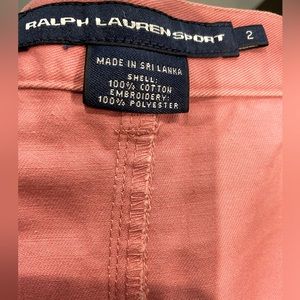 RALPH LAUREN SPORT
2
MADE IN SRI LANKA
SHELL:
100% COTTON
EMBROIDERY:
100% POLYESTER